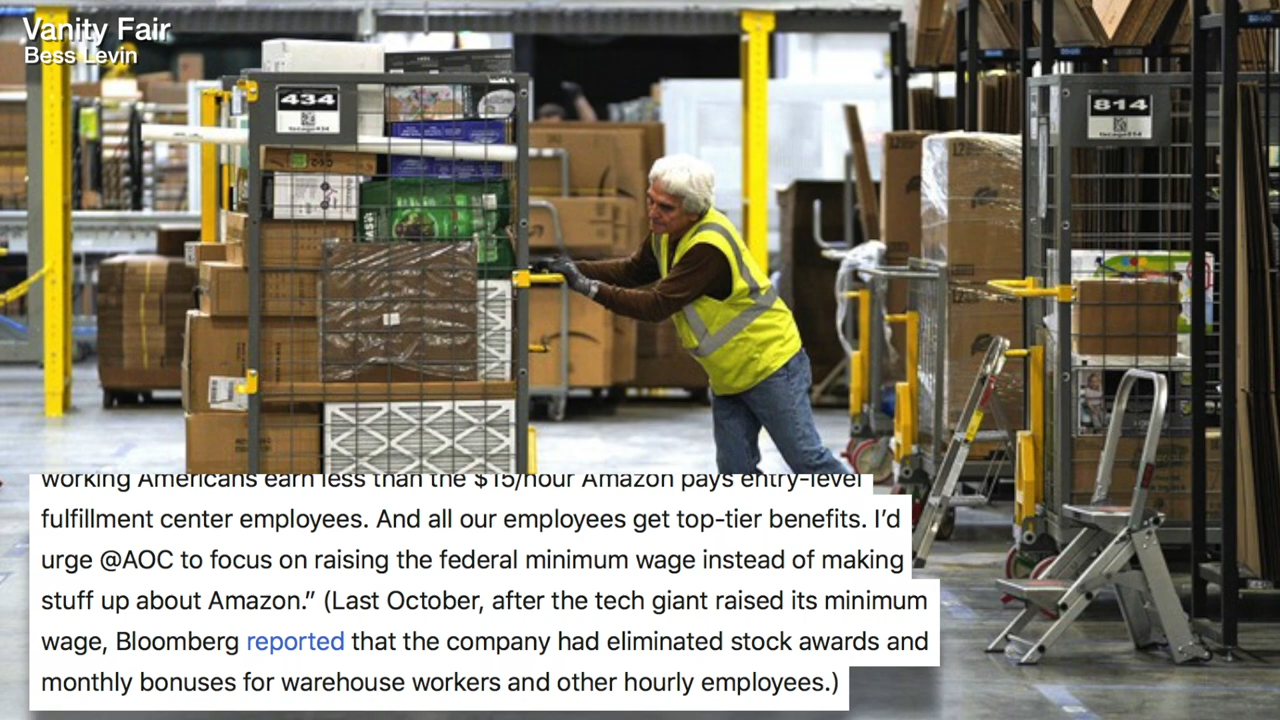 Vanity Fair
Bess Levin
434
814
working Americans earn less than the $15/hour Amazon pays entry-level
fulfillment center employees. And all our employees get top-tier benefits. I’d
urge @AOC to focus on raising the federal minimum wage instead of making
stuff up about Amazon.” (Last October, after the tech giant raised its minimum
wage, Bloomberg reported that the company had eliminated stock awards and
monthly bonuses for warehouse workers and other hourly employees.)